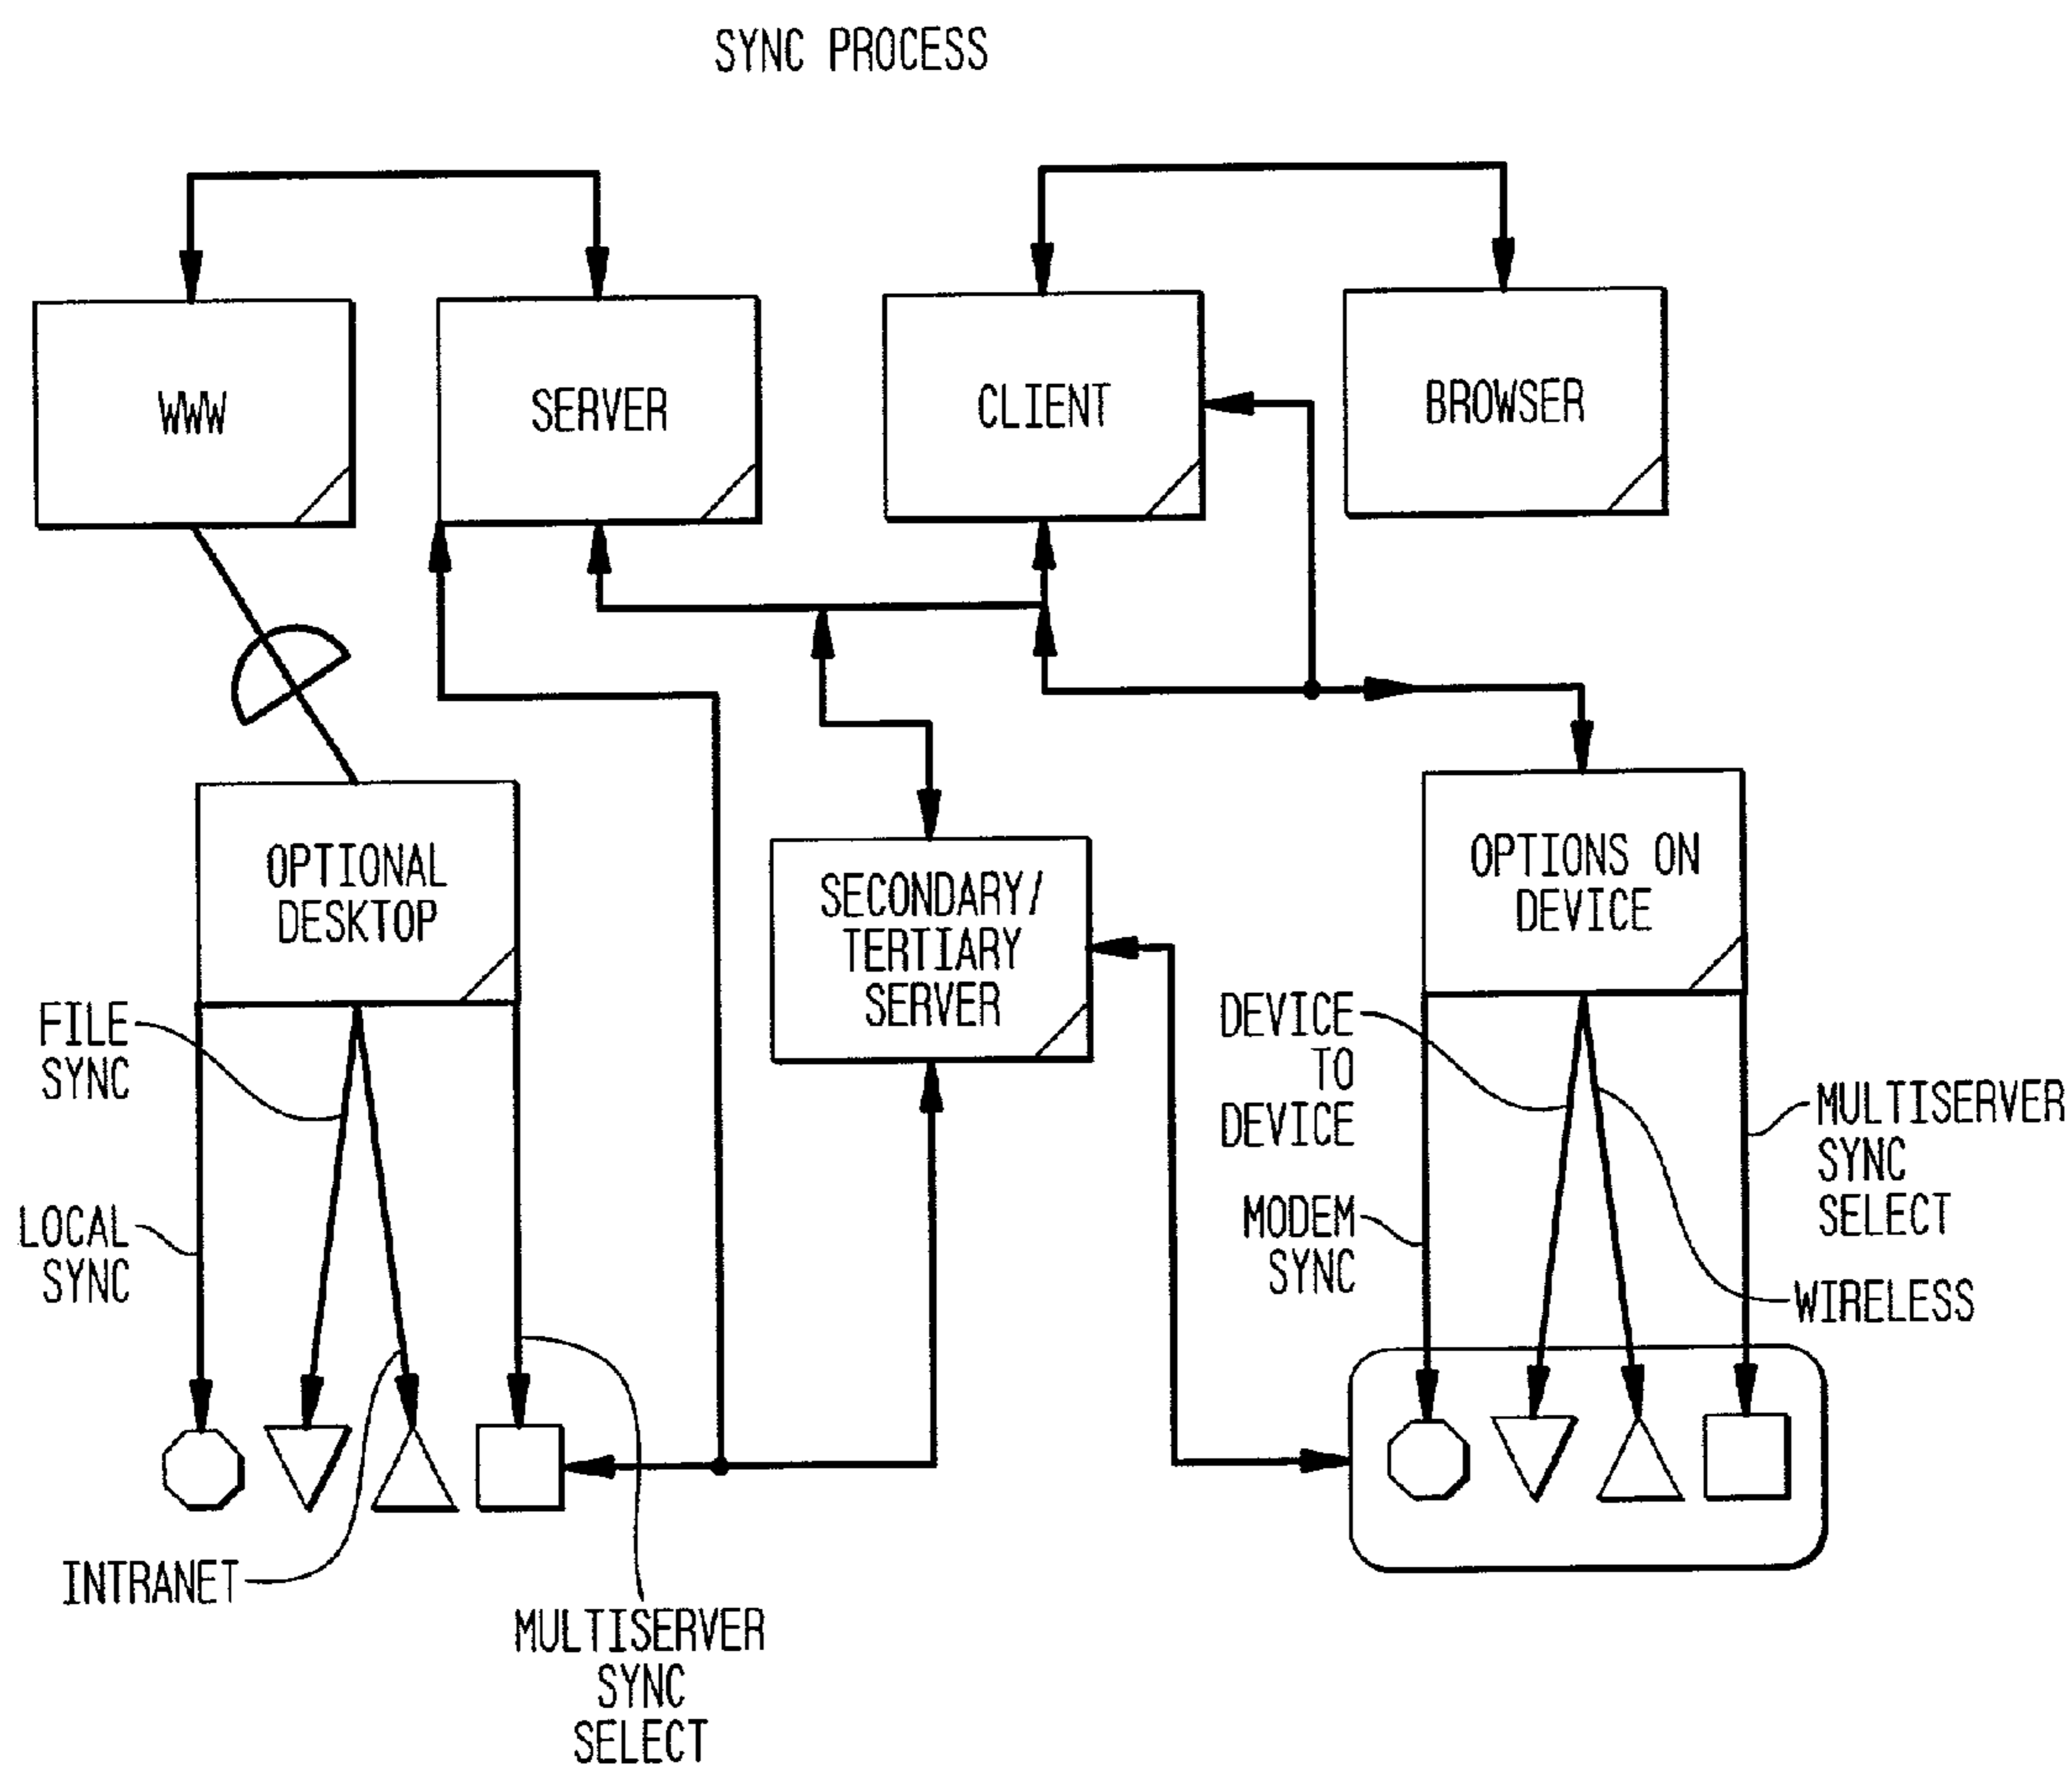 SYNC PROCESS
WWW
SERVER
CLIENT
BROWSER
OPTIONAL
DESKTOP
SECONDARY/
TERTIARY
SERVER
OPTIONS ON
DEVICE
FILE
SYNC
LOCAL
SYNC
INTRANET
MULTISERVER
SYNC
SELECT
DEVICE
TO
DEVICE
MODEM
SYNC
MULTISERVER
SYNC
SELECT
WIRELESS